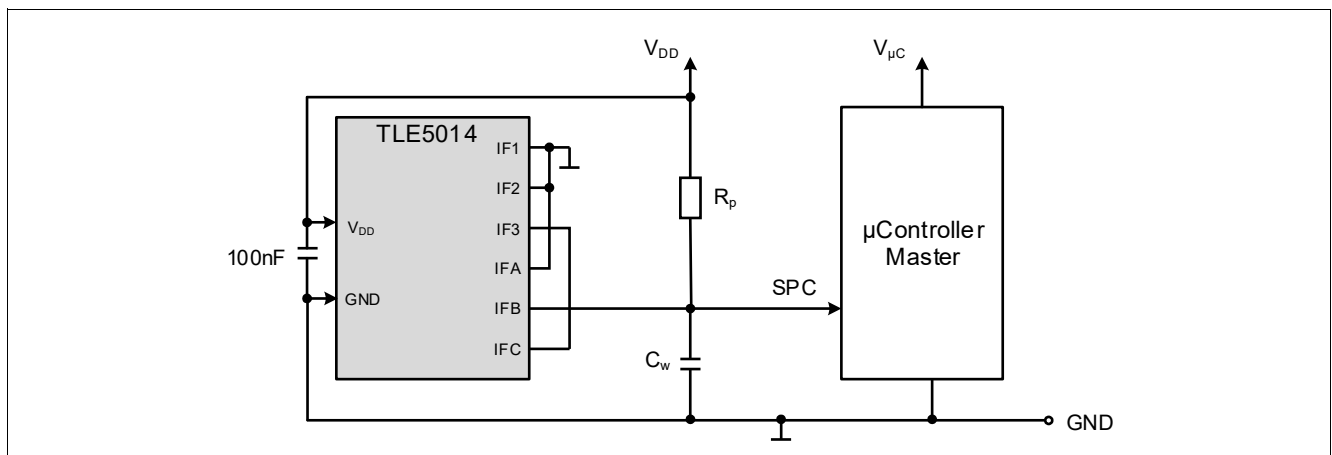 V_DD
V_µC
TLE5014
IF1
IF2
IF3
IFA
IFB
IFC
V_DD
GND
100nF
R_p
C_w
SPC
µController
Master
GND